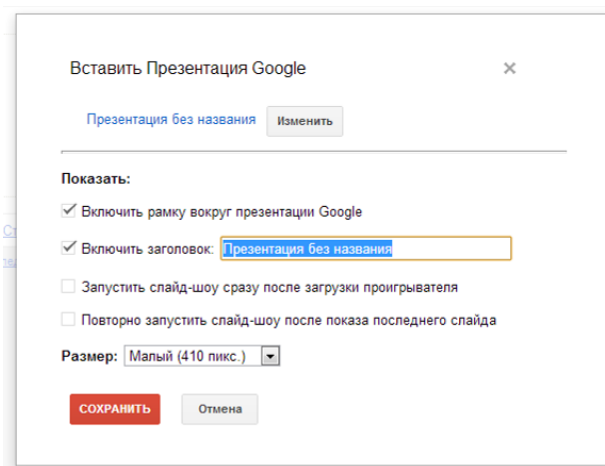 Вставить Презентация Google
Презентация без названия Изменить
Показать:
Включить рамку вокруг презентации Google
Включить заголовок: Презентация без названия
Запустить слайд-шоу сразу после загрузки проигрывателя
Повторно запустить слайд-шоу после показа последнего слайда
Размер: Малый (410 пикс.)
СОХРАНИТЬ Отмена